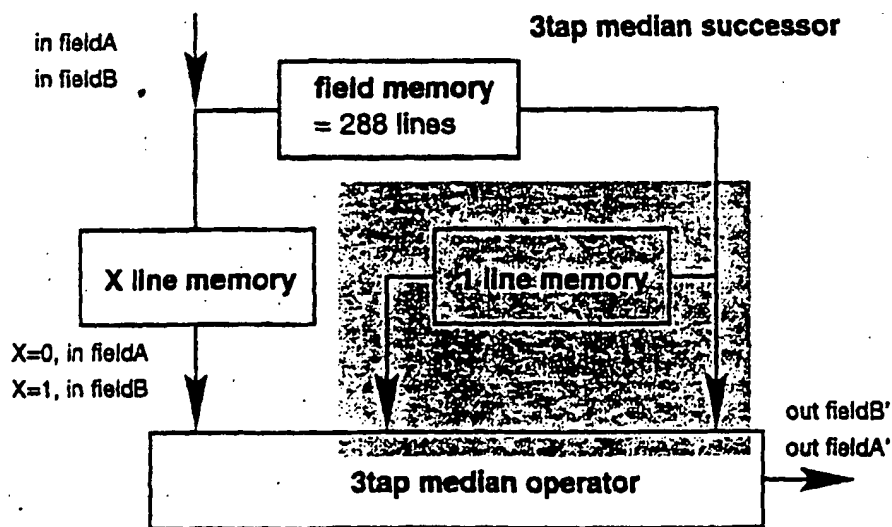 3tap median successor
in fieldA
in fieldB
field memory
= 288 lines
X line memory
1 line memory
X=0, in fieldA
X=1, in fieldB
out fieldB'
out fieldA'
3tap median operator